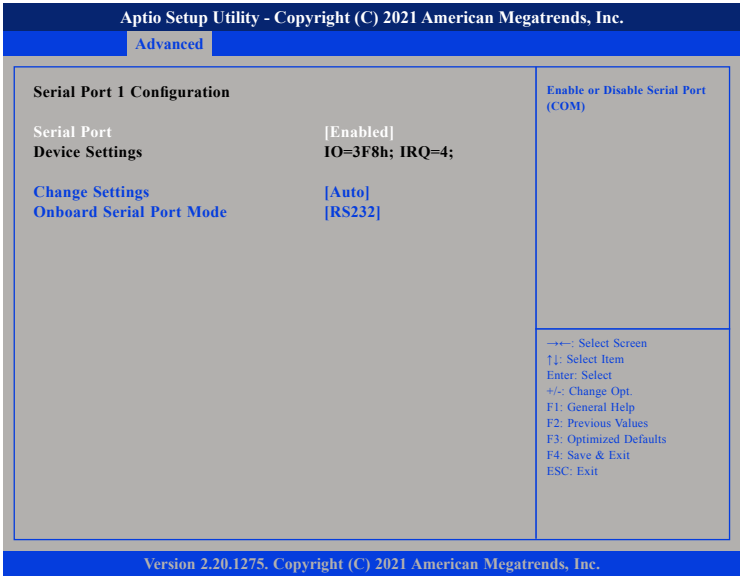 Aptio Setup Utility - Copyright (C) 2021 American Megatrends, Inc.
Advanced
Serial Port 1 Configuration
Serial Port [Enabled]
Device Settings IO=3F8h; IRQ=4;
Change Settings [Auto]
Onboard Serial Port Mode [RS232]
Enable or Disable Serial Port
(COM)
→←: Select Screen
↑↓: Select Item
Enter: Select
+/-: Change Opt.
F1: General Help
F2: Previous Values
F3: Optimized Defaults
F4: Save & Exit
ESC: Exit
Version 2.20.1275. Copyright (C) 2021 American Megatrends, Inc.